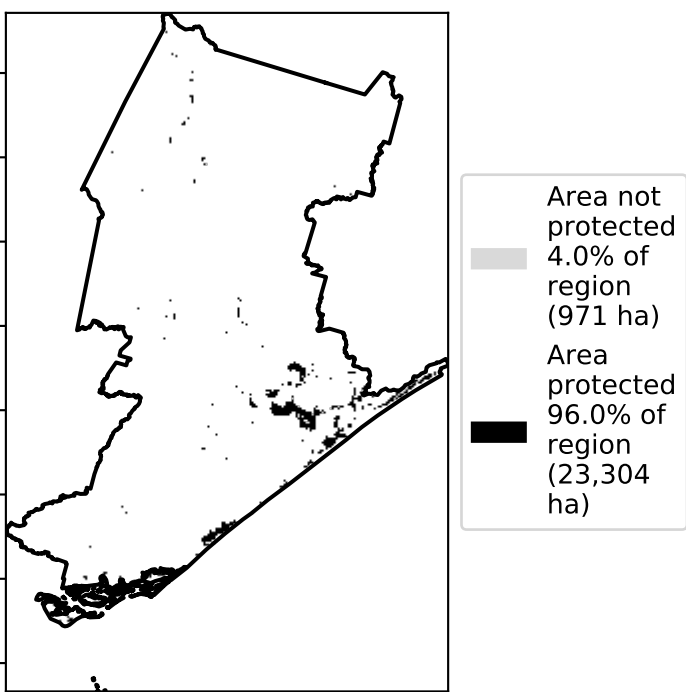 Area not
protected
4.0% of
region
(971 ha)
Area
protected
96.0% of
region
(23,304
ha)